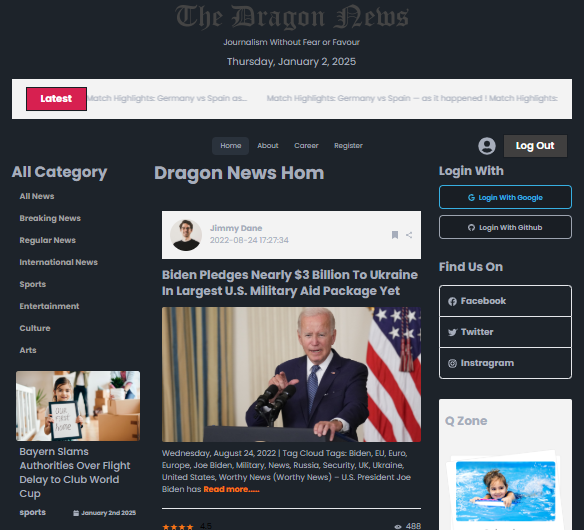 The Dragon News
Journalism Without Fear or Favour
Thursday, January 2, 2025
Latest
Match Highlights: Germany vs Spain as...
Match Highlights: Germany vs Spain — as it happened ! Match Highlights:
Home
About
Career
Register
Log Out
All Category
All News
Breaking News
Regular News
International News
Sports
Entertainment
Culture
Arts
OUR
FIRST
HOME
Bayern Slams
Authorities Over Flight
Delay to Club World
Cup
sports
January 2nd 2025
Dragon News Hom
Jimmy Dane
2022-08-24 17:27:34
Biden Pledges Nearly $3 Billion To Ukraine
In Largest U.S. Military Aid Package Yet
Wednesday, August 24, 2022 | Tag Cloud Tags: Biden, EU, Euro,
Europe, Joe Biden, Military, News, Russia, Security, UK, Ukraine,
United States, Worthy News (Worthy News) – U.S. President Joe
Biden has Read more.....
4.5
488
Login With
Login With Google
Login With Github
Find Us On
Facebook
Twitter
Instragram
Q Zone